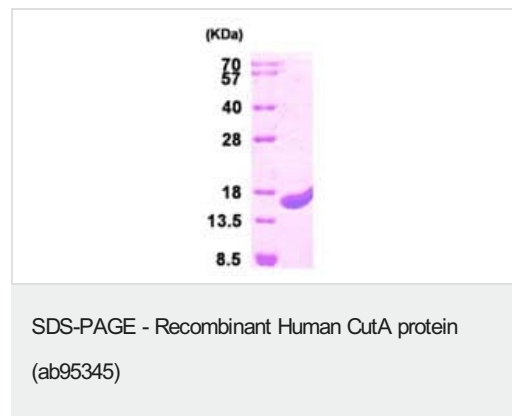 (KDa)
70
57
40
28
18
13.5
8.5
SDS-PAGE - Recombinant Human CutA protein
(ab95345)